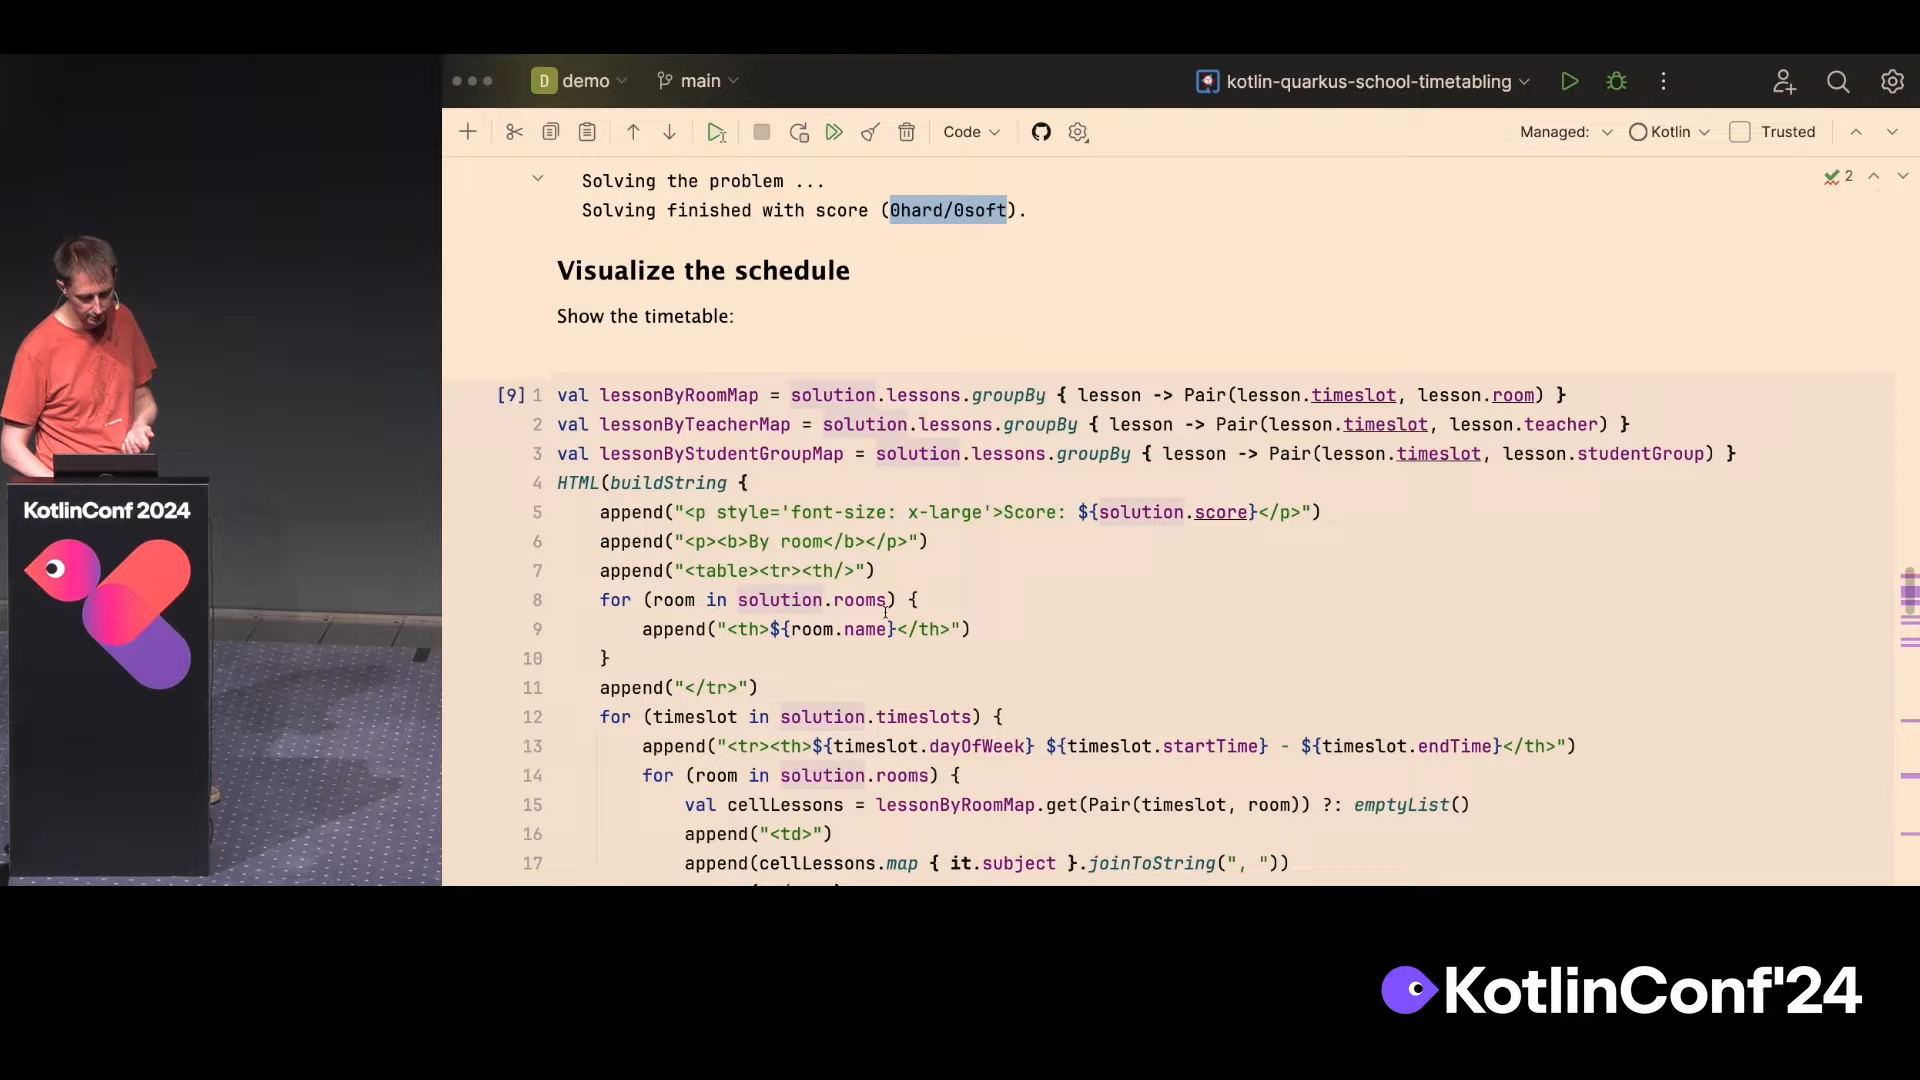 D demo
main
kotlin-quarkus-school-timetabling
Code
Managed:
Kotlin
Trusted
Solving the problem ...
Solving finished with score (0hard/0soft).
2
Visualize the schedule
Show the timetable:
[9] 1 val lessonByRoomMap = solution.lessons.groupBy { lesson -> Pair(lesson.timeslot, lesson.room) }
2 val lessonByTeacherMap = solution.lessons.groupBy { lesson -> Pair(lesson.timeslot, lesson.teacher) }
3 val lessonByStudentGroupMap = solution.lessons.groupBy { lesson -> Pair(lesson.timeslot, lesson.studentGroup) }
4 HTML(buildString {
5 append("<p style='font-size: x-large'>Score: ${solution.score}</p>")
6 append("<p><b>By room</b></p>")
7 append("<table><tr><th/>")
8 for (room in solution.rooms) {
9 append("<th>${room.name}</th>")
10 }
11 append("</tr>")
12 for (timeslot in solution.timeslots) {
13 append("<tr><th>${timeslot.dayOfWeek} ${timeslot.startTime} - ${timeslot.endTime}</th>")
14 for (room in solution.rooms) {
15 val cellLessons = lessonByRoomMap.get(Pair(timeslot, room)) ?: emptyList()
16 append("<td>")
17 append(cellLessons.map { it.subject }.joinToString(", "))
KotlinConf 2024
KotlinConf'24